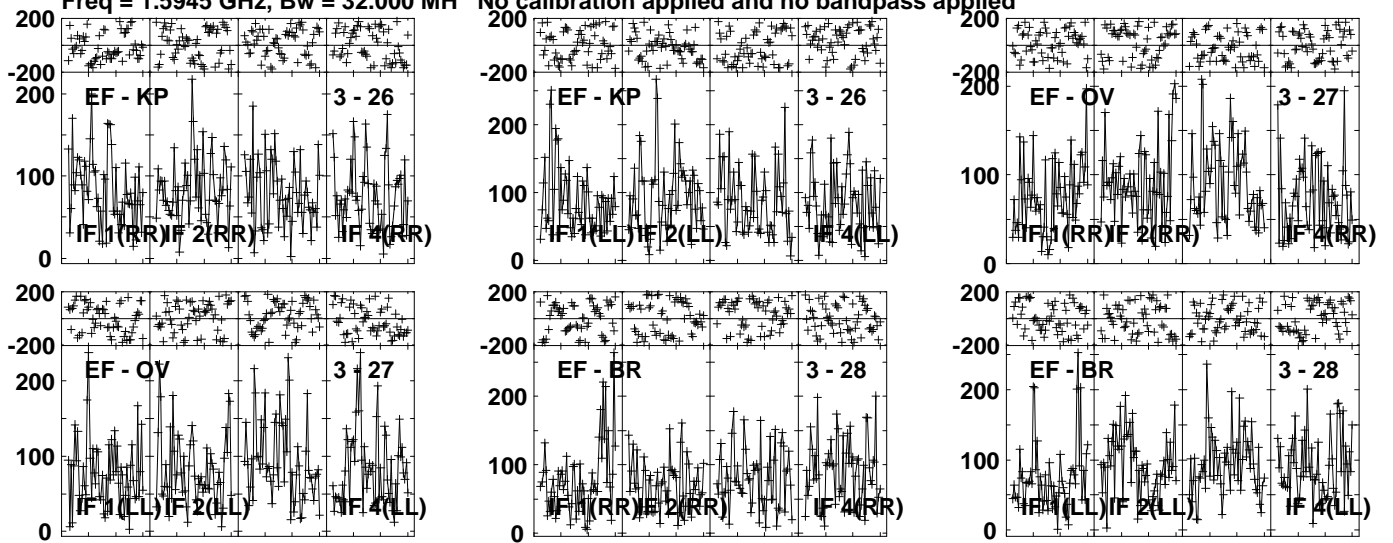 Freq = 1.5945 GHz, Bw = 32.000 MH No calibration applied and no bandpass applied
200
-200
200
EF - KP 3 - 26
100
IF 1(RR) IF 2(RR) IF 4(RR)
0
200
-200
EF - KP 3 - 26
200
100
IF 1(LL) IF 2(LL) IF 4(LL)
0
200
-200
200
EF - OV 3 - 27
100
IF 1(RR) IF 2(RR) IF 4(RR)
0
200
-200
EF - OV 3 - 27
200
100
IF 1(LL) IF 2(LL) IF 4(LL)
0
200
-200
EF - BR 3 - 28
200
100
IF 1(RR) IF 2(RR) IF 4(RR)
0
200
-200
EF - BR 3 - 28
200
100
IF 1(LL) IF 2(LL) IF 4(LL)
0